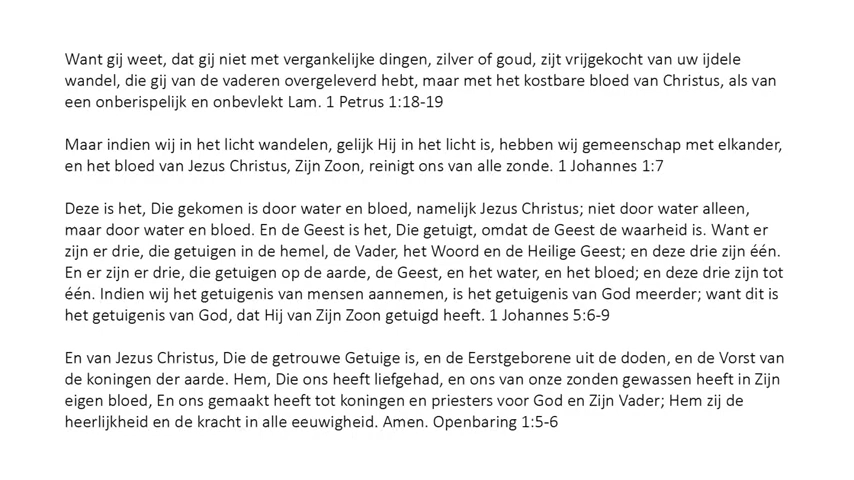 Want gij weet, dat gij niet met vergankelijke dingen, zilver of goud, zijt vrijgekocht van uw ijdele
wandel, die gij van de vaderen overgeleverd hebt, maar met het kostbare bloed van Christus, als van
een onberispelijk en onbevlekt Lam. 1 Petrus 1:18-19
Maar indien wij in het licht wandelen, gelijk Hij in het licht is, hebben wij gemeenschap met elkander,
en het bloed van Jezus Christus, Zijn Zoon, reinigt ons van alle zonde. 1 Johannes 1:7
Deze is het, Die gekomen is door water en bloed, namelijk Jezus Christus; niet door water alleen,
maar door water en bloed. En de Geest is het, Die getuigt, omdat de Geest de waarheid is. Want er
zijn er drie, die getuigen in de hemel, de Vader, het Woord en de Heilige Geest; en deze drie zijn één.
En er zijn er drie, die getuigen op de aarde, de Geest, en het water, en het bloed; en deze drie zijn tot
één. Indien wij het getuigenis van mensen aannemen, is het getuigenis van God meerder; want dit is
het getuigenis van God, dat Hij van Zijn Zoon getuigd heeft. 1 Johannes 5:6-9
En van Jezus Christus, Die de getrouwe Getuige is, en de Eerstgeborene uit de doden, en de Vorst van
de koningen der aarde. Hem, Die ons heeft liefgehad, en ons van onze zonden gewassen heeft in Zijn
eigen bloed, En ons gemaakt heeft tot koningen en priesters voor God en Zijn Vader; Hem zij de
heerlijkheid en de kracht in alle eeuwigheid. Amen. Openbaring 1:5-6